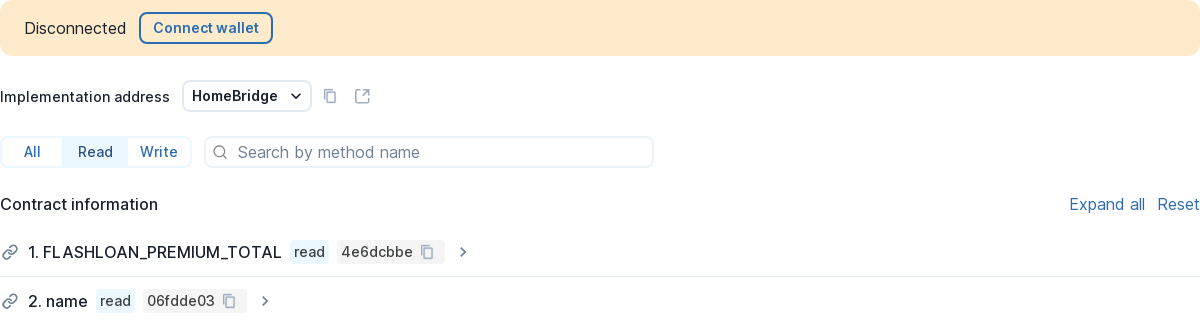 Disconnected Connect wallet
Implementation address HomeBridge
All Read Write Search by method name
Contract information Expand all Reset
1. FLASHLOAN_PREMIUM_TOTAL read 4e6dcbbe
2. name read 06fdde03